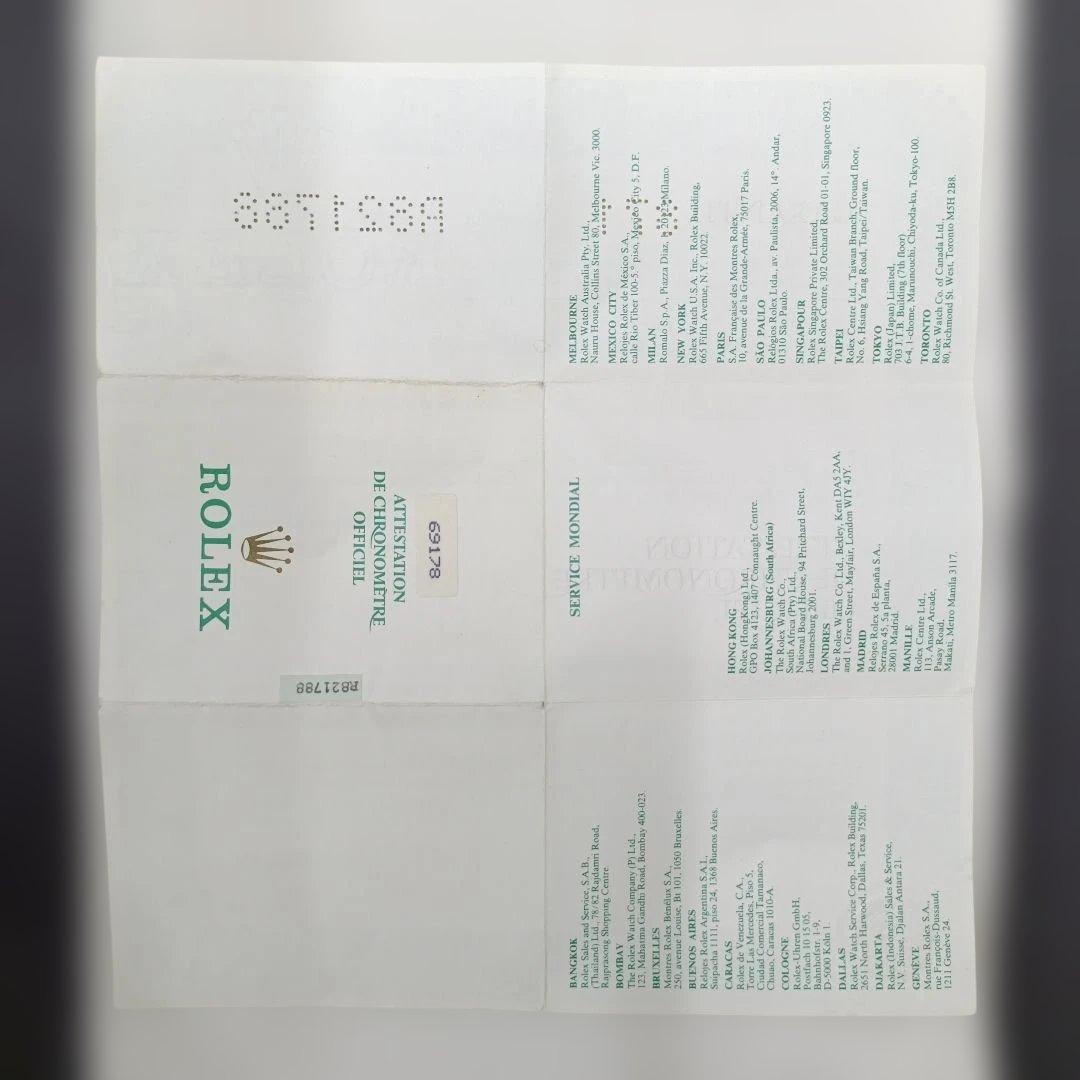 R821788
ROLEX
ATTESTATION
DE CHRONOMÈTRE
OFFICIEL
69178
R821788
SERVICE MONDIAL
BANGKOK
Rolex Sales and Service, S.A.B.,
(Thailand) Ltd., 78/82 Rajdamri Road,
Rajprasong Shopping Centre.
BOMBAY
The Rolex Watch Company (P) Ltd.,
123, Mahatma Gandhi Road, Bombay 400-023.
BRUXELLES
Montres Rolex Bénélux S.A.,
250, avenue Louise, Bt 101, 1050 Bruxelles.
BUENOS AIRES
Relojes Rolex Argentina S.A.I.,
Suipacha 1111, piso 24, 1368 Buenos Aires.
CARACAS
Rolex de Venezuela, C.A.,
Torre Las Mercedes, Piso 5,
Ciudad Comercial Tamanaco,
Chuao, Caracas 1010-A.
COLOGNE
Rolex Uhren GmbH,
Postfach 10 15 05,
Bahnhofstr. 1-9,
D-5000 Köln 1.
DALLAS
Rolex Watch Service Corp., Rolex Building,
2651 North Harwood, Dallas, Texas 75201.
DJAKARTA
Rolex (Indonesia) Sales & Service,
N.V. Suisse, Djalan Antara 21.
GENÈVE
Montres Rolex S.A.,
rue François-Dussaud,
1211 Genève 24.
HONG KONG
Rolex (HongKong) Ltd.,
GPO Box 4123, 1407 Connaught Centre.
JOHANNESBURG (South Africa)
The Rolex Watch Co.,
South Africa (Pty) Ltd.,
National Board House, 94 Pritchard Street,
Johannesburg 2001.
LONDRES
The Rolex Watch Co. Ltd., Bexley, Kent DA5 2AA,
and 1, Green Street, Mayfair, London W1Y 4JY.
MADRID
Relojes Rolex de España S.A.,
Serrano 45, 5a planta,
28001 Madrid.
MANILLE
Rolex Centre Ltd.,
113, Anson Arcade,
Pasay Road,
Makati, Metro Manila 3117.
MELBOURNE
Rolex Watch Australia Pty. Ltd.,
Nauru House, Collins Street 80, Melbourne Vic. 3000.
MEXICO CITY
Relojes Rolex de México S.A.,
calle Rio Tiber 100-5.° piso, Mexico City 5, D.F.
MILAN
Romulo S.p.A., Piazza Diaz, Milano.
NEW YORK
Rolex Watch U.S.A. Inc., Rolex Building,
665 Fifth Avenue, N.Y. 10022.
PARIS
S.A. Française des Montres Rolex,
10, avenue de la Grande-Armée, 75017 Paris.
SÃO PAULO
Relógios Rolex Ltda., av. Paulista, 2006, 14°. Andar,
01310 São Paulo.
SINGAPOUR
Rolex Singapore Private Limited,
The Rolex Centre, 302 Orchard Road 01-01, Singapore 0923.
TAIPEI
Rolex Centre Ltd., Taiwan Branch, Ground floor,
No. 6, Hsiang Yang Road, Taipei/Taiwan.
TOKYO
Rolex (Japan) Limited,
703 J.T.B. Building (7th floor)
6-4, 1-chome, Marunouchi, Chiyoda-ku, Tokyo-100.
TORONTO
Rolex Watch Co. of Canada Ltd.,
80, Richmond St. West, Toronto M5H 2B8.